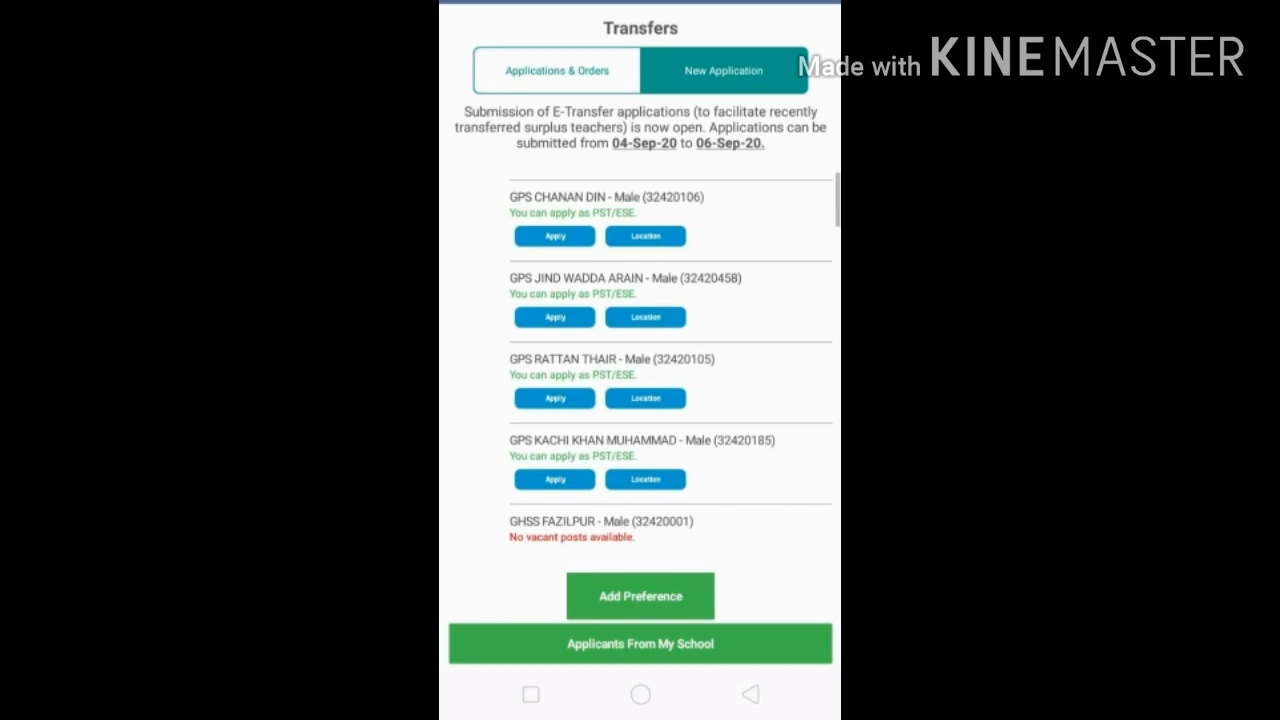 Transfers
Applications & Orders
New Application
Made with KINEMASTER
Submission of E-Transfer applications (to facilitate recently
transferred surplus teachers) is now open. Applications can be
submitted from 04-Sep-20 to 06-Sep-20.
GPS CHANAN DIN - Male (32420106)
You can apply as PST/ESE.
Apply
Location
GPS JIND WADDA ARAIN - Male (32420458)
You can apply as PST/ESE.
Apply
Location
GPS RATTAN THAIR - Male (32420105)
You can apply as PST/ESE.
Apply
Location
GPS KACHI KHAN MUHAMMAD - Male (32420185)
You can apply as PST/ESE.
Apply
Location
GHSS FAZILPUR - Male (32420001)
No vacant posts available.
Add Preference
Applicants From My School